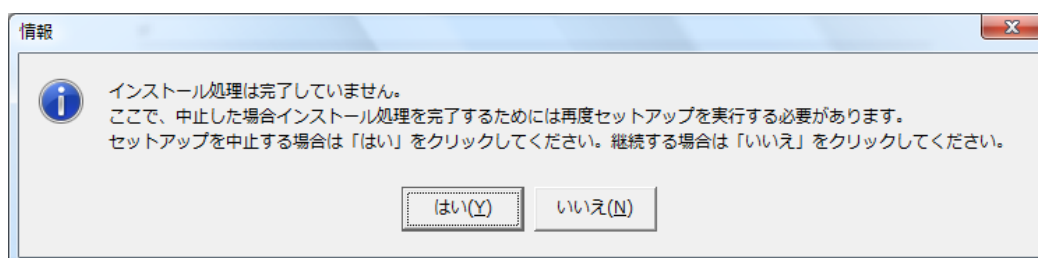 情報
インストール処理は完了していません。
ここで、中止した場合インストール処理を完了するためには再度セットアップを実行する必要があります。
セットアップを中止する場合は「はい」をクリックしてください。継続する場合は「いいえ」をクリックしてください。
はい(Y)
いいえ(N)